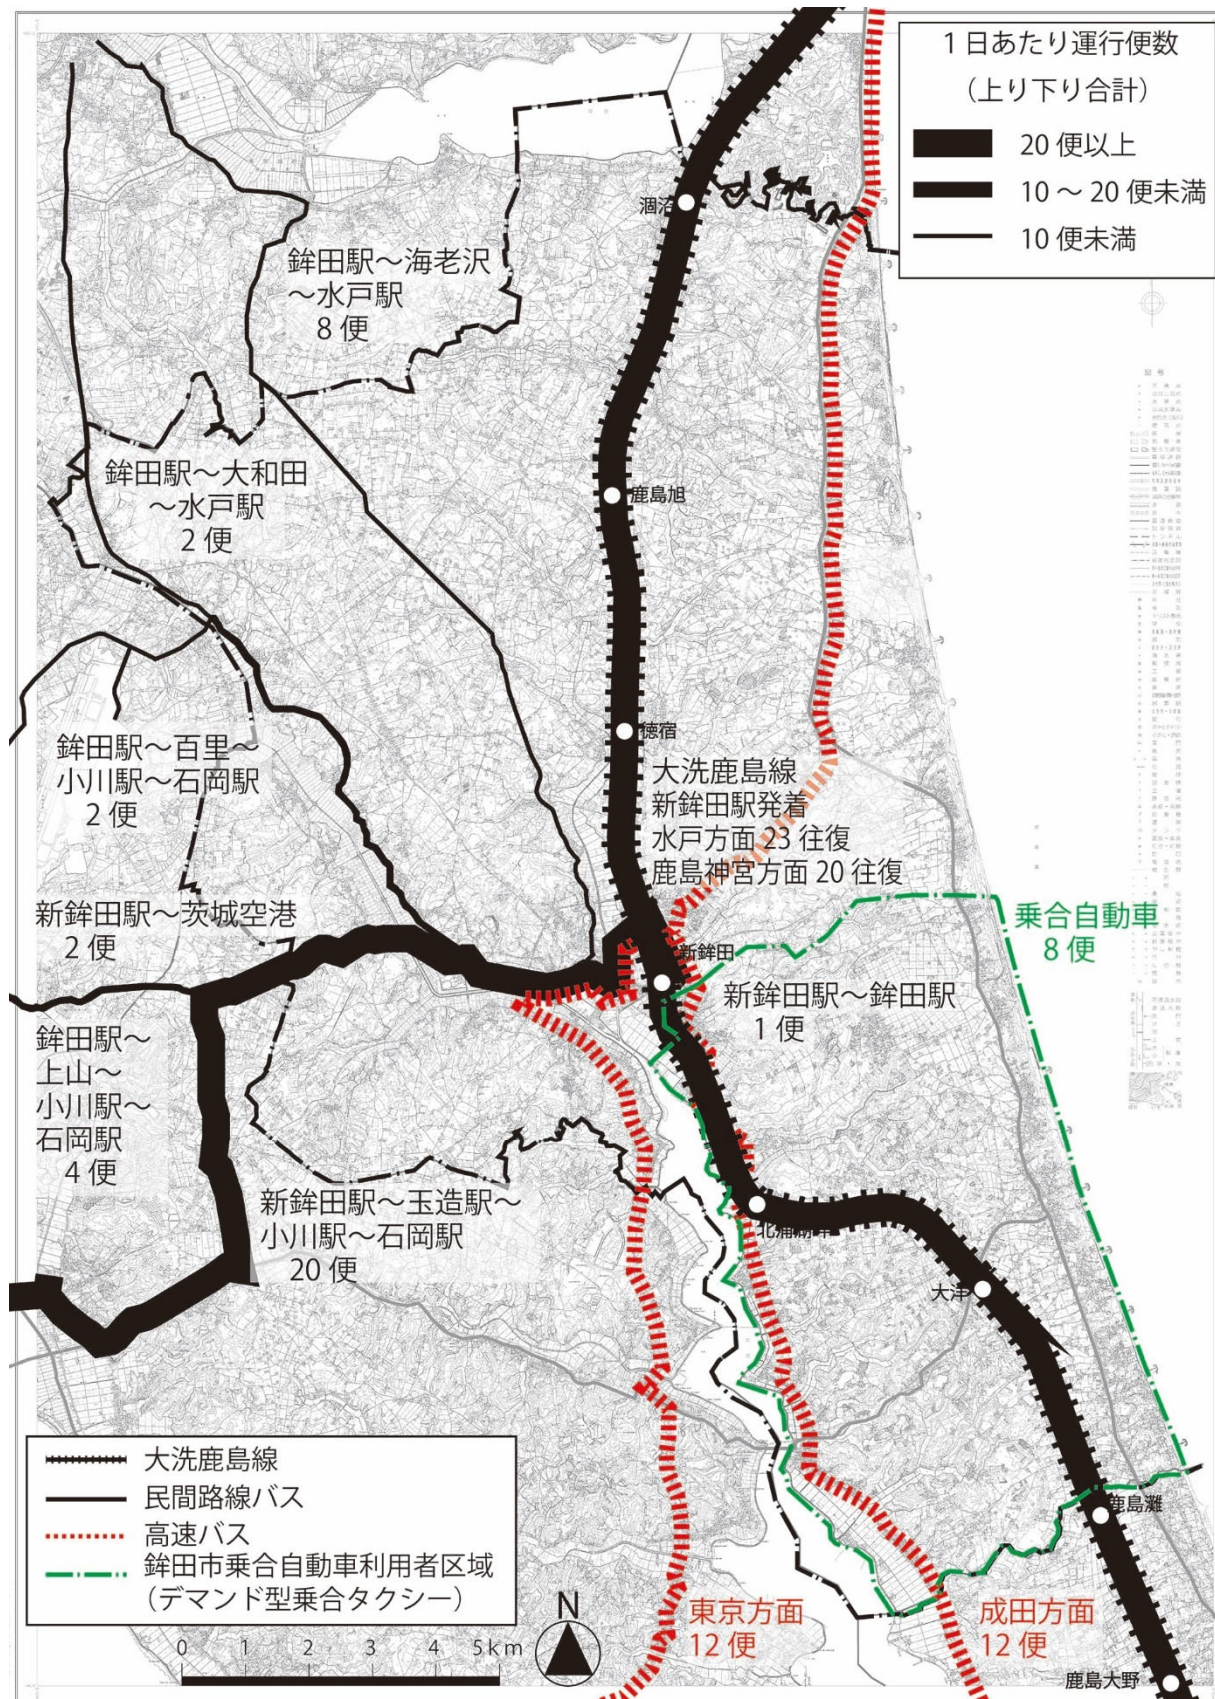 1日あたり運行便数
(上り下り合計)
20便以上
10～20便未満
10便未満
涸沼
鉾田駅～海老沢
～水戸駅
8便
鉾田駅～大和田
～水戸駅
2便
鹿島旭
鉾田駅～百里～
小川駅～石岡駅
2便
徳宿
大洗鹿島線
新鉾田駅発着
水戸方面23往復
鹿島神宮方面20往復
新鉾田駅～茨城空港
2便
乗合自動車
8便
新鉾田
新鉾田駅～鉾田駅
1便
鉾田駅～
上山～
小川駅～
石岡駅
4便
新鉾田駅～玉造駅～
小川駅～石岡駅
20便
北浦湖岸
大洋
大洗鹿島線
民間路線バス
高速バス
鉾田市乗合自動車利用者区域
(デマンド型乗合タクシー)
鹿島灘
N
0 1 2 3 4 5km
東京方面
12便
成田方面
12便
鹿島大野